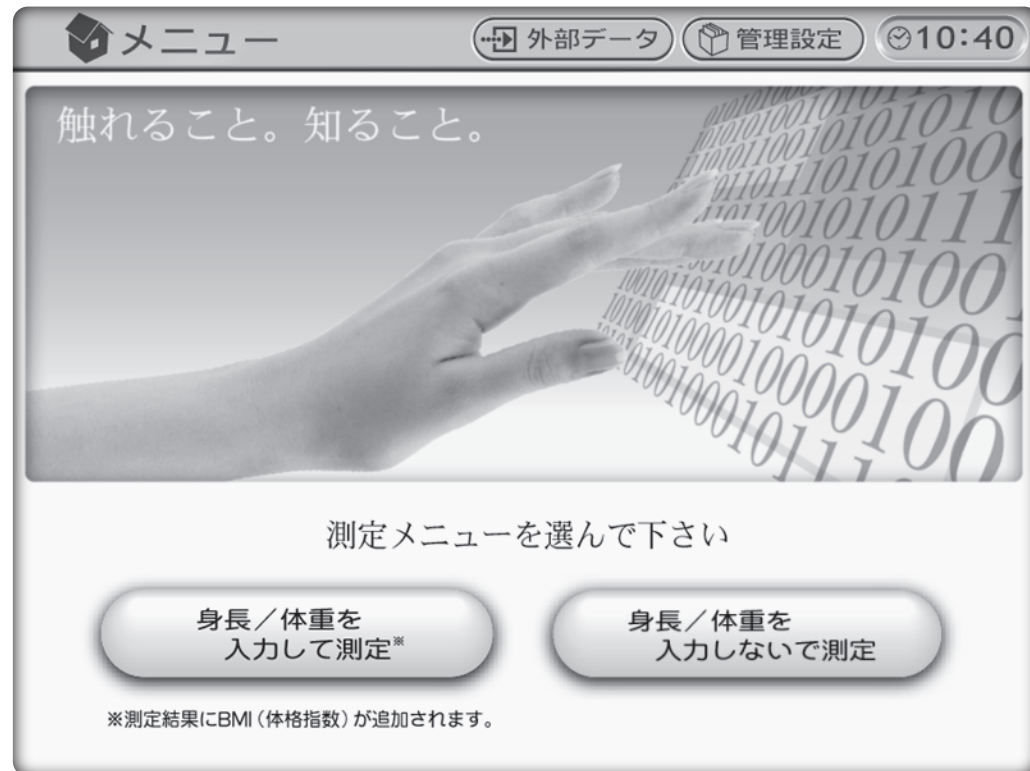 メニュー
外部データ
管理設定
10:40
触れること。知ること。
測定メニューを選んで下さい
身長／体重を
入力して測定※
身長／体重を
入力しないで測定
※測定結果にBMI（体格指数）が追加されます。